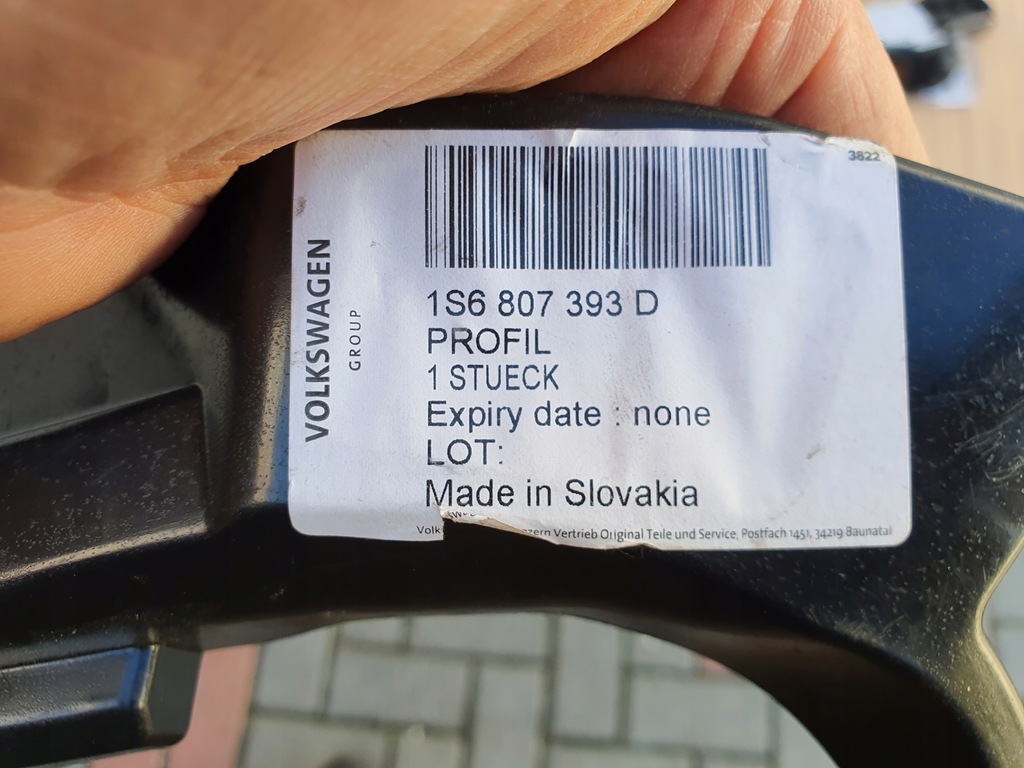 3822
VOLKSWAGEN
GROUP
1S6 807 393 D
PROFIL
1 STUECK
Expiry date : none
LOT:
Made in Slovakia
Vertrieb Original Teile und Service, Postfach 1451, 34219 Baunatal